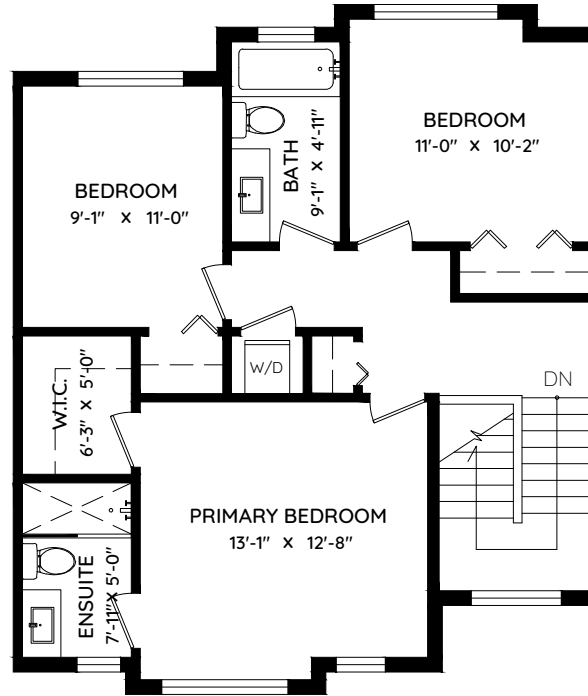 BEDROOM
11'-0" X 10'-2"
BATH
9'-1" X 4'-11"
BEDROOM
9'-1" X 11'-0"
W/D
DN
W.I.C.
6'-3" X 5'-0"
PRIMARY BEDROOM
13'-1" X 12'-8"
ENSUITE
7'-11" X 5'-0"